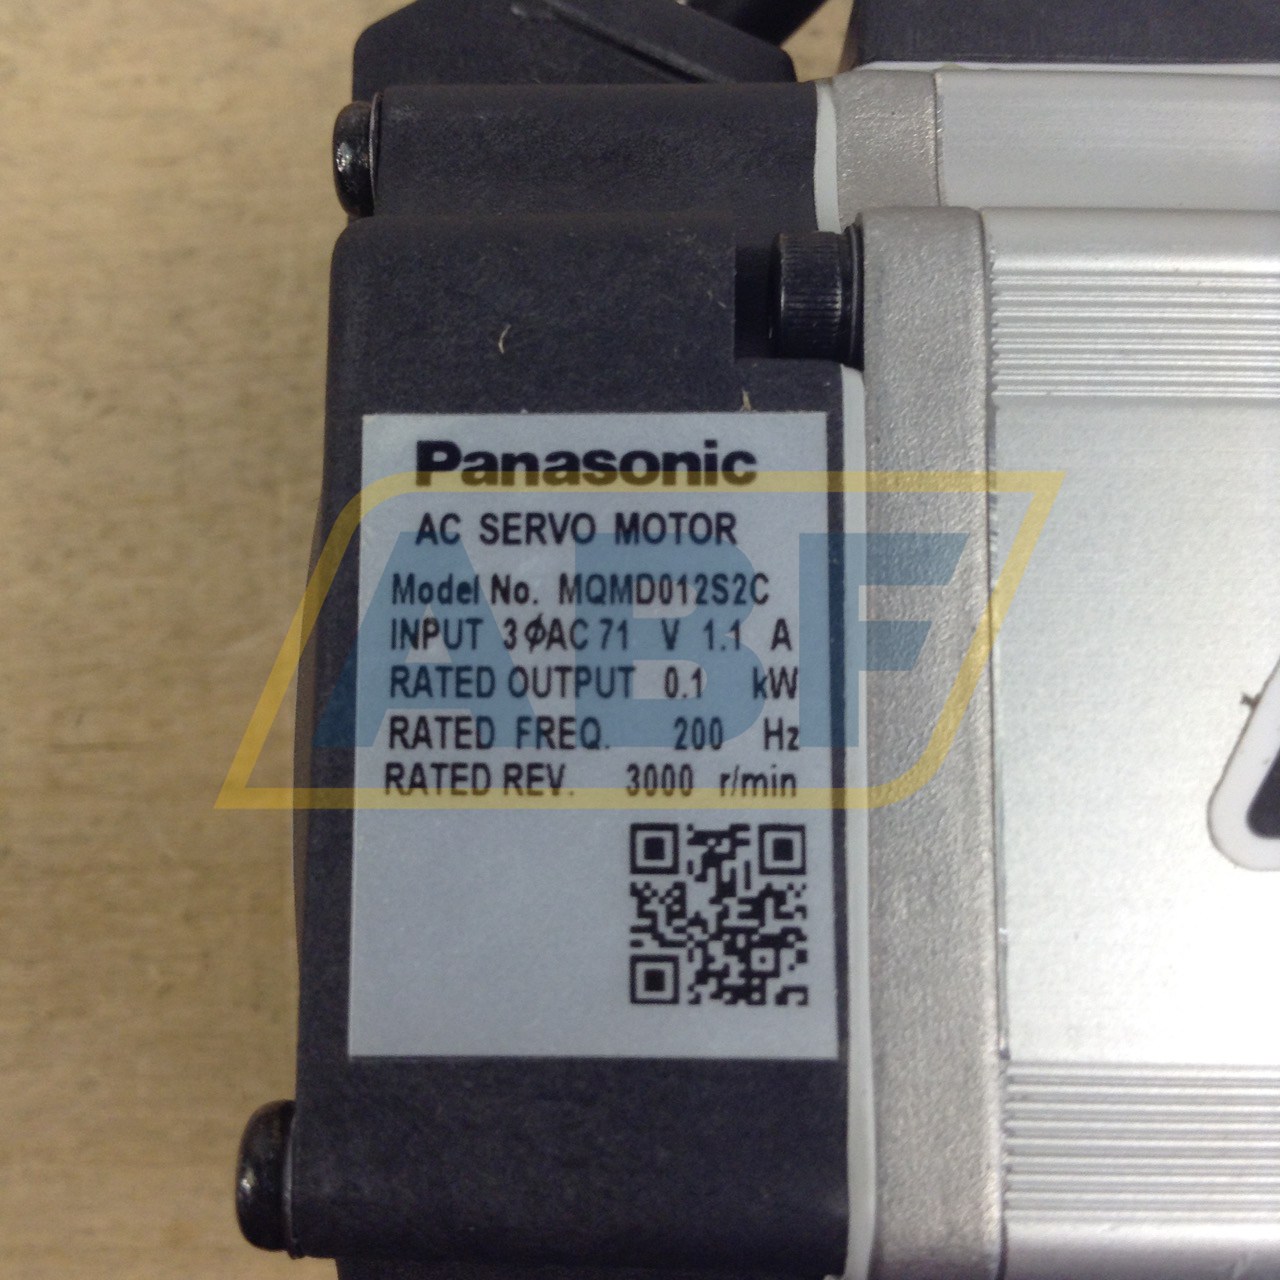 Panasonic
AC SERVO MOTOR
Model No. MQMD012S2C
INPUT 3ØAC 71 V 1.1 A
RATED OUTPUT 0.1 kW
RATED FREQ. 200 Hz
RATED REV. 3000 r/min
ABF